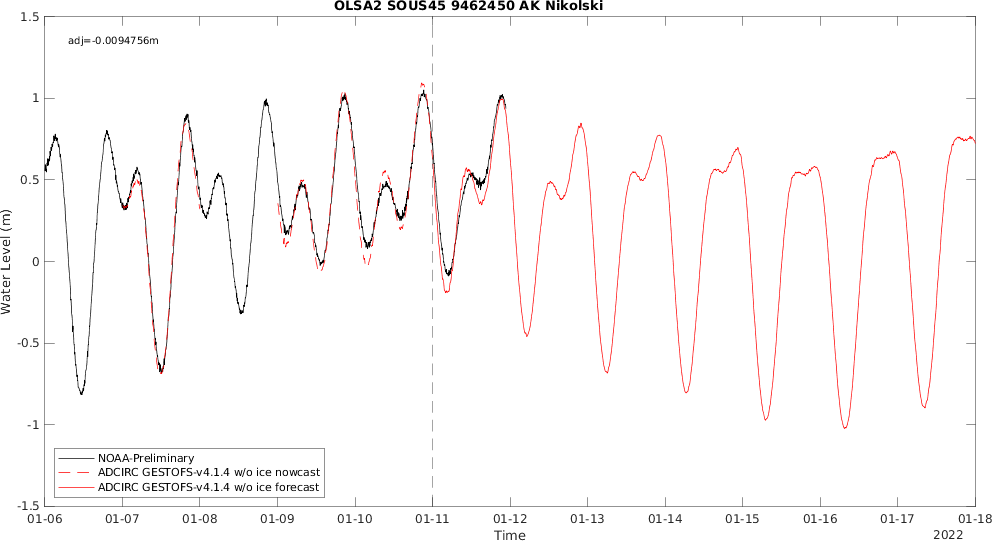 OLSA2 SOUS45 9462450 AK Nikolski
adj=-0.0094756m
1.5
1
0.5
0
-0.5
-1
-1.5
Water Level (m)
NOAA-Preliminary
ADCIRC GESTOFS-v4.1.4 w/o ice nowcast
ADCIRC GESTOFS-v4.1.4 w/o ice forecast
01-06 01-07 01-08 01-09 01-10 01-11 01-12 01-13 01-14 01-15 01-16 01-17 01-18
Time
2022